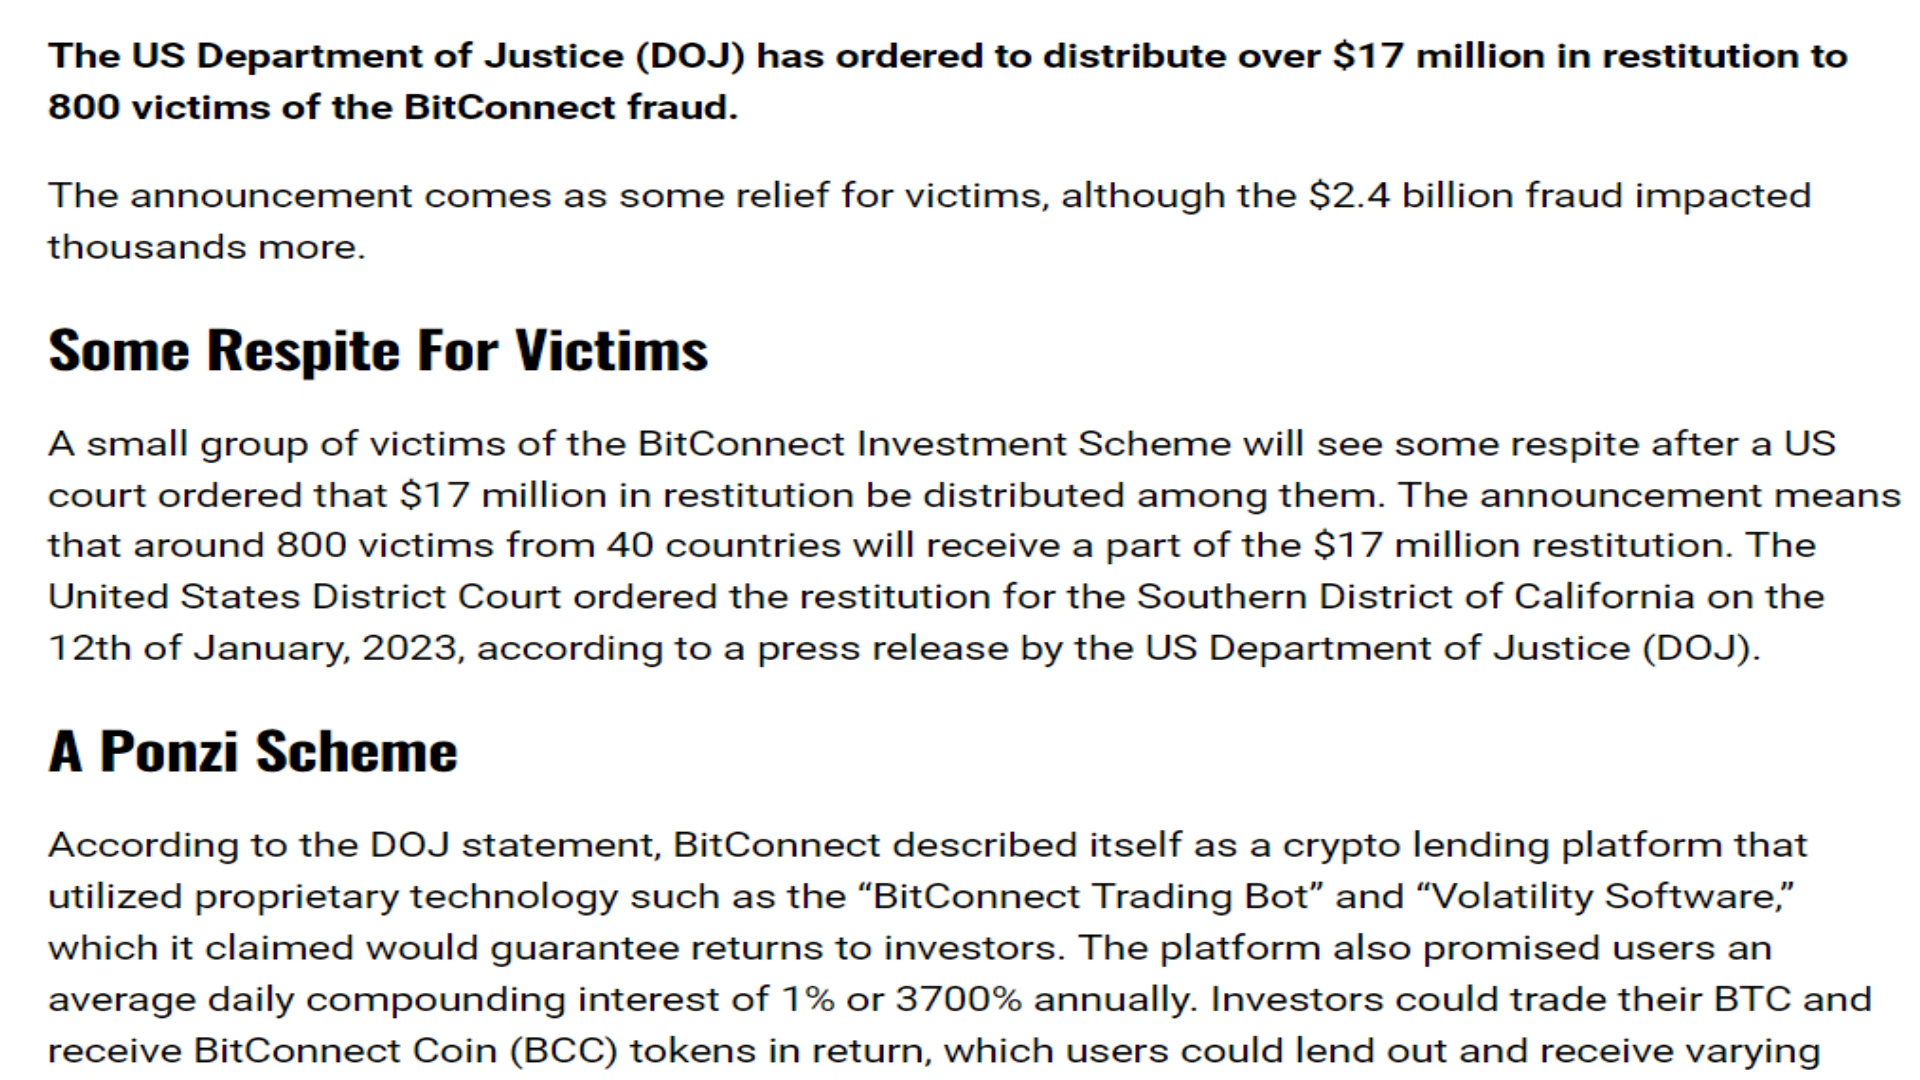 The US Department of Justice (DOJ) has ordered to distribute over $17 million in restitution to
800 victims of the BitConnect fraud.
The announcement comes as some relief for victims, although the $2.4 billion fraud impacted
thousands more.
Some Respite For Victims
A small group of victims of the BitConnect Investment Scheme will see some respite after a US
court ordered that $17 million in restitution be distributed among them. The announcement means
that around 800 victims from 40 countries will receive a part of the $17 million restitution. The
United States District Court ordered the restitution for the Southern District of California on the
12th of January, 2023, according to a press release by the US Department of Justice (DOJ).
A Ponzi Scheme
According to the DOJ statement, BitConnect described itself as a crypto lending platform that
utilized proprietary technology such as the “BitConnect Trading Bot” and “Volatility Software,”
which it claimed would guarantee returns to investors. The platform also promised users an
average daily compounding interest of 1% or 3700% annually. Investors could trade their BTC and
receive BitConnect Coin (BCC) tokens in return, which users could lend out and receive varying